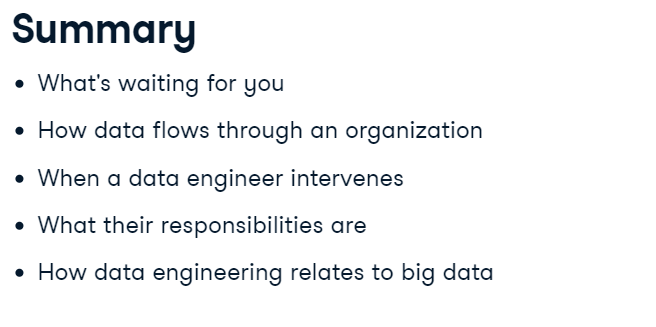 Summary
• What's waiting for you
• How data flows through an organization
• When a data engineer intervenes
• What their responsibilities are
• How data engineering relates to big data